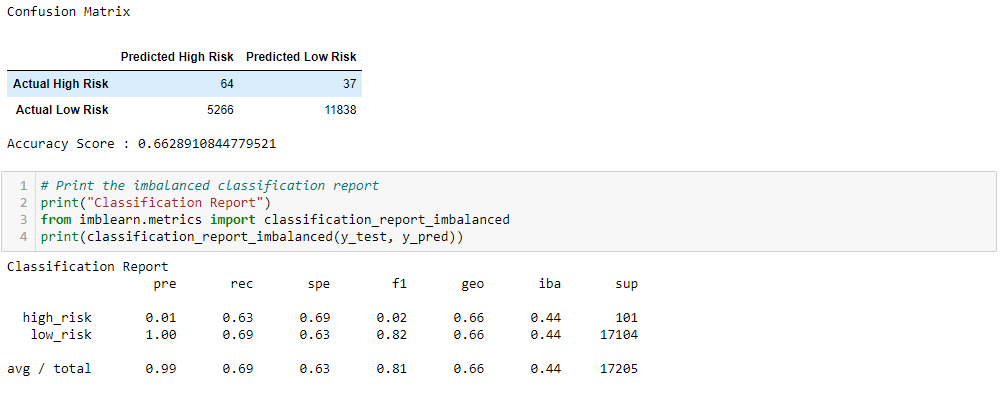 Confusion Matrix
Predicted High Risk Predicted Low Risk
Actual High Risk 64 37
Actual Low Risk 5266 11838
Accuracy Score : 0.6628910844779521
1 # Print the imbalanced classification report
2 print("Classification Report")
3 from imblearn.metrics import classification_report_imbalanced
4 print(classification_report_imbalanced(y_test, y_pred))
Classification Report
pre rec spe f1 geo iba sup
high_risk 0.01 0.63 0.69 0.02 0.66 0.44 101
low_risk 1.00 0.69 0.63 0.82 0.66 0.44 17104
avg / total 0.99 0.69 0.63 0.81 0.66 0.44 17205